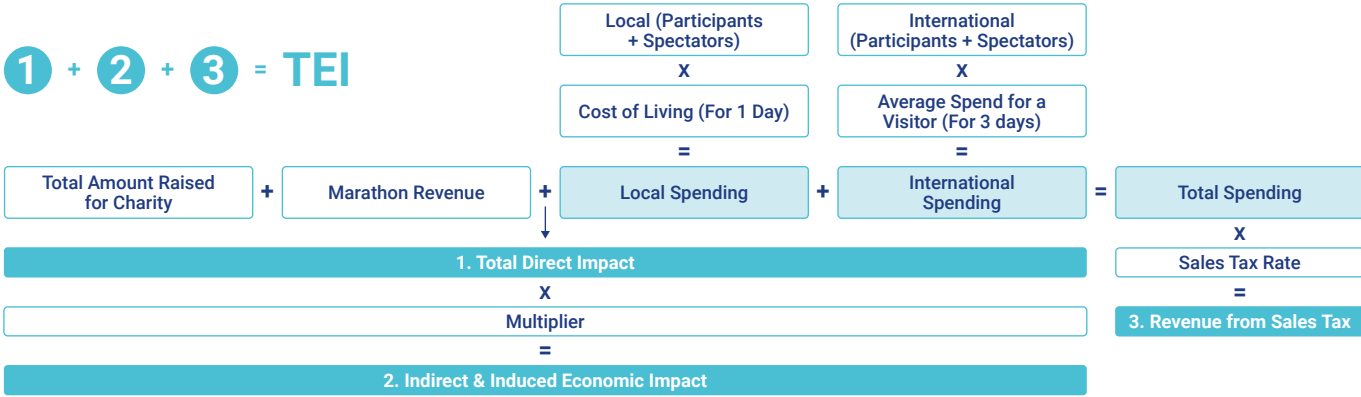 1 + 2 + 3 = TEI
Local (Participants
+ Spectators)
International
(Participants + Spectators)
X
X
Cost of Living (For 1 Day)
Average Spend for a
Visitor (For 3 days)
=
=
Total Amount Raised
for Charity
+
Marathon Revenue
+
Local Spending
+
International
Spending
=
Total Spending
1. Total Direct Impact
X
Sales Tax Rate
X
=
Multiplier
3. Revenue from Sales Tax
=
2. Indirect & Induced Economic Impact